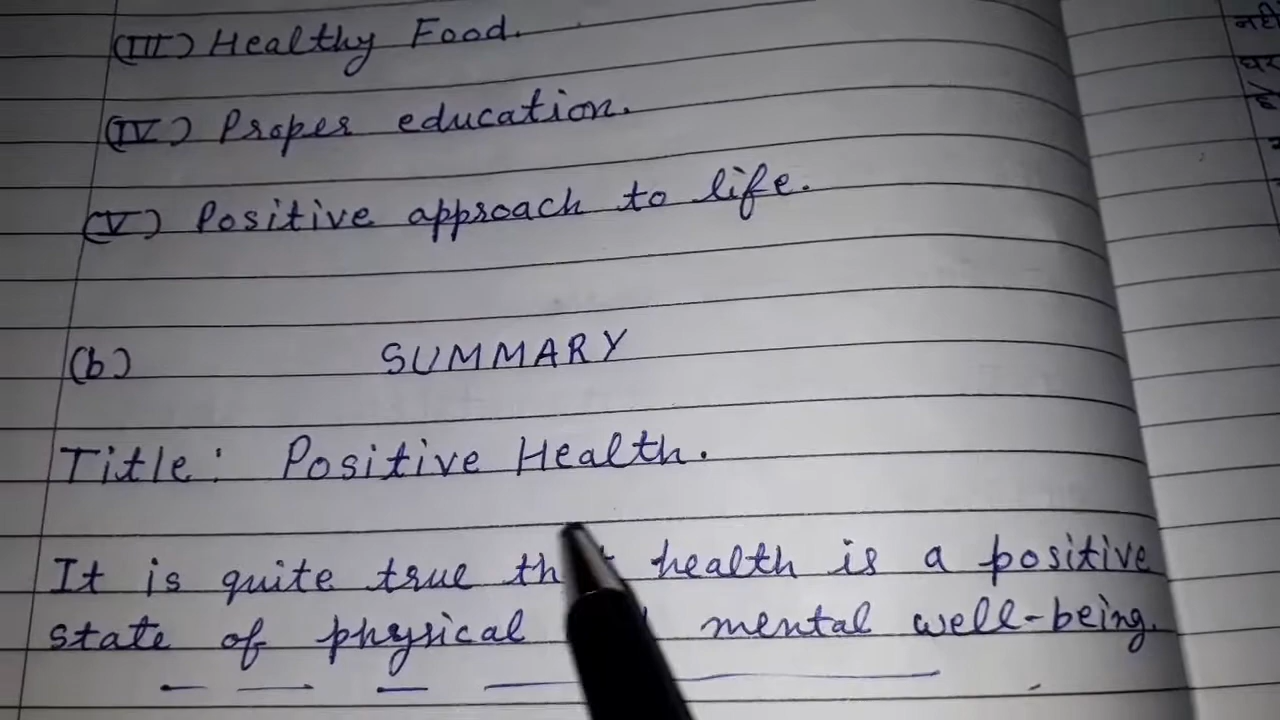 (III) Healthy Food.
(IV) Proper education.
(V) Positive approach to life.
(b) SUMMARY
Title: Positive Health.
It is quite true health is a positive
state of physical mental well-being.